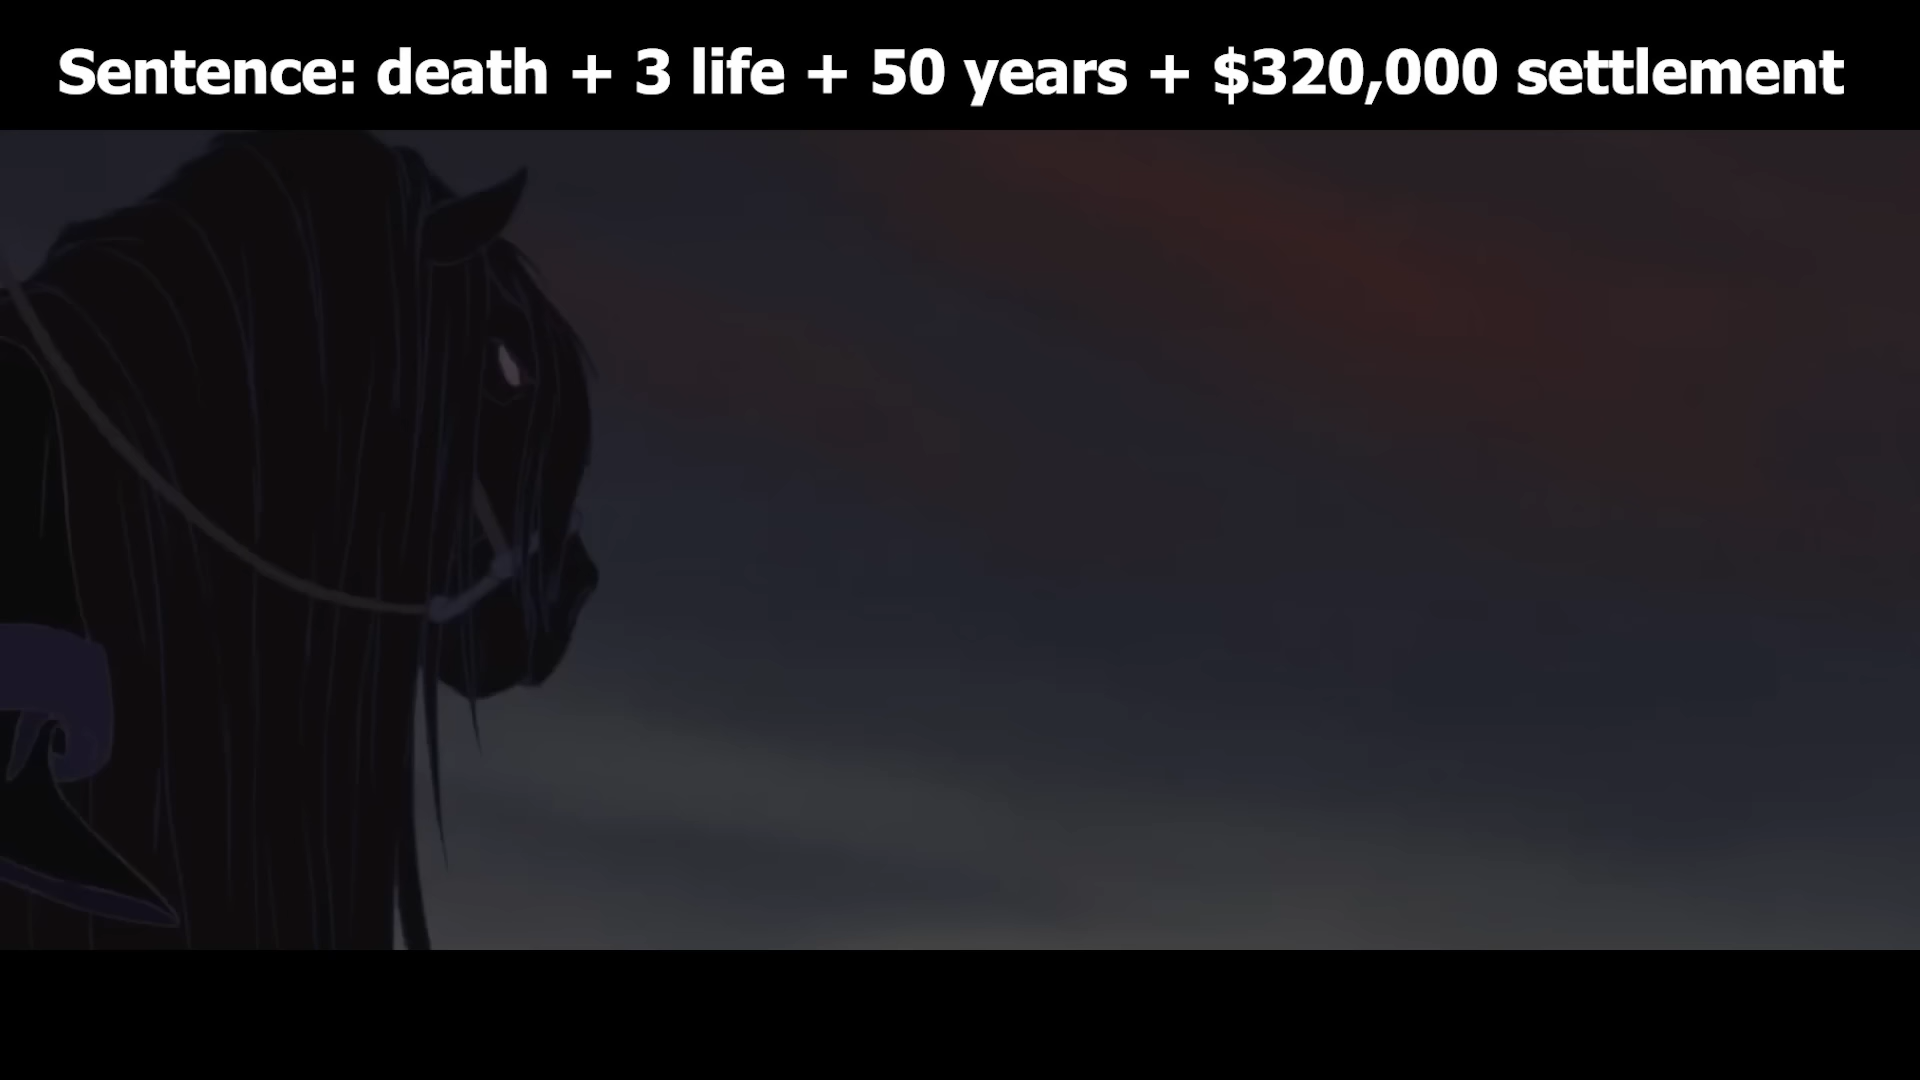 Sentence: death + 3 life + 50 years + $320,000 settlement